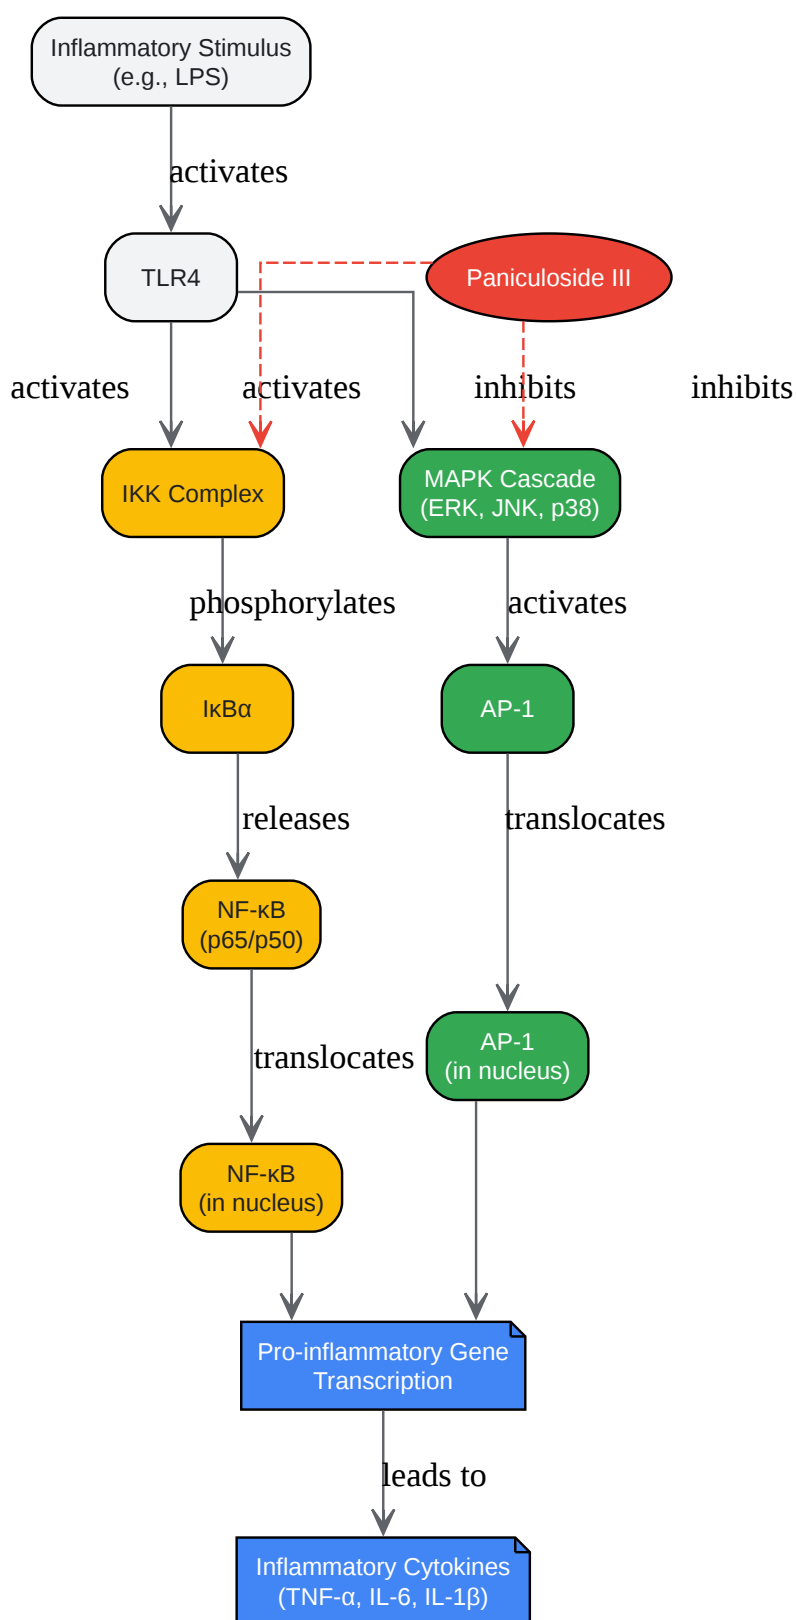 Inflammatory Stimulus
(e.g., LPS)
activates
TLR4
Paniculoside III
activates
activates
inhibits
inhibits
IKK Complex
MAPK Cascade
(ERK, JNK, p38)
phosphorylates
activates
IκBα
AP-1
releases
translocates
NF-κB
(p65/p50)
AP-1
(in nucleus)
translocates
NF-κB
(in nucleus)
Pro-inflammatory Gene
Transcription
leads to
Inflammatory Cytokines
(TNF-α, IL-6, IL-1β)